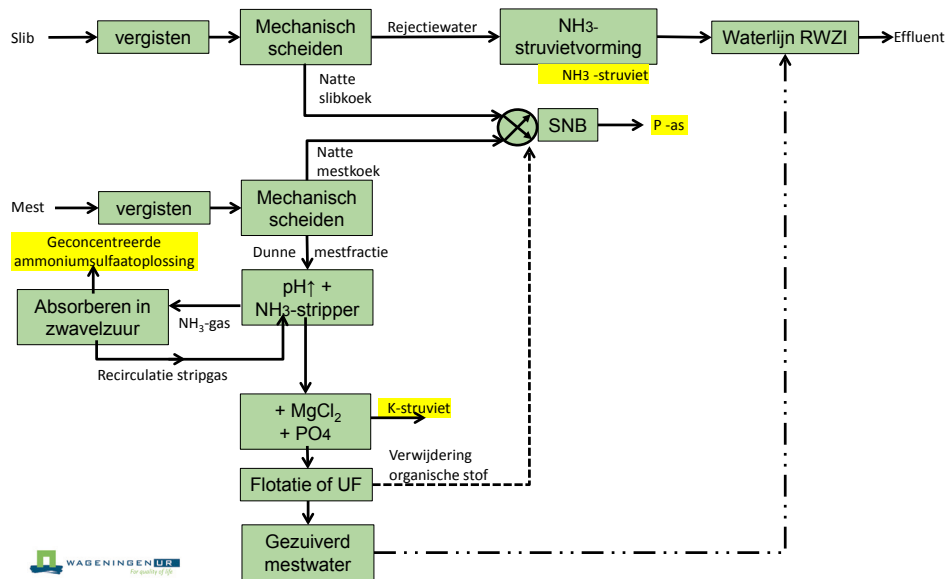 Slib
vergisten
Mechanisch
scheiden
Rejectiewater
NH3-
struvietvorming
Waterlijn RWZI
Effluent
NH3 -struviet
Natte
slibkoek
SNB
P -as
Natte
mestkoek
Mest
vergisten
Mechanisch
scheiden
Geconcentreerde
ammoniumsulfaatoplossing
Dunne mestfractie
pH↑ +
NH3-stripper
Absorberen in
zwavelzuur
NH₃-gas
Recirculatie stripgas
+ MgCl₂
+ PO4
K-struviet
Verwijdering
organische stof
Flotatie of UF
Gezuiverd
mestwater
WAGENINGEN UR
For quality of life